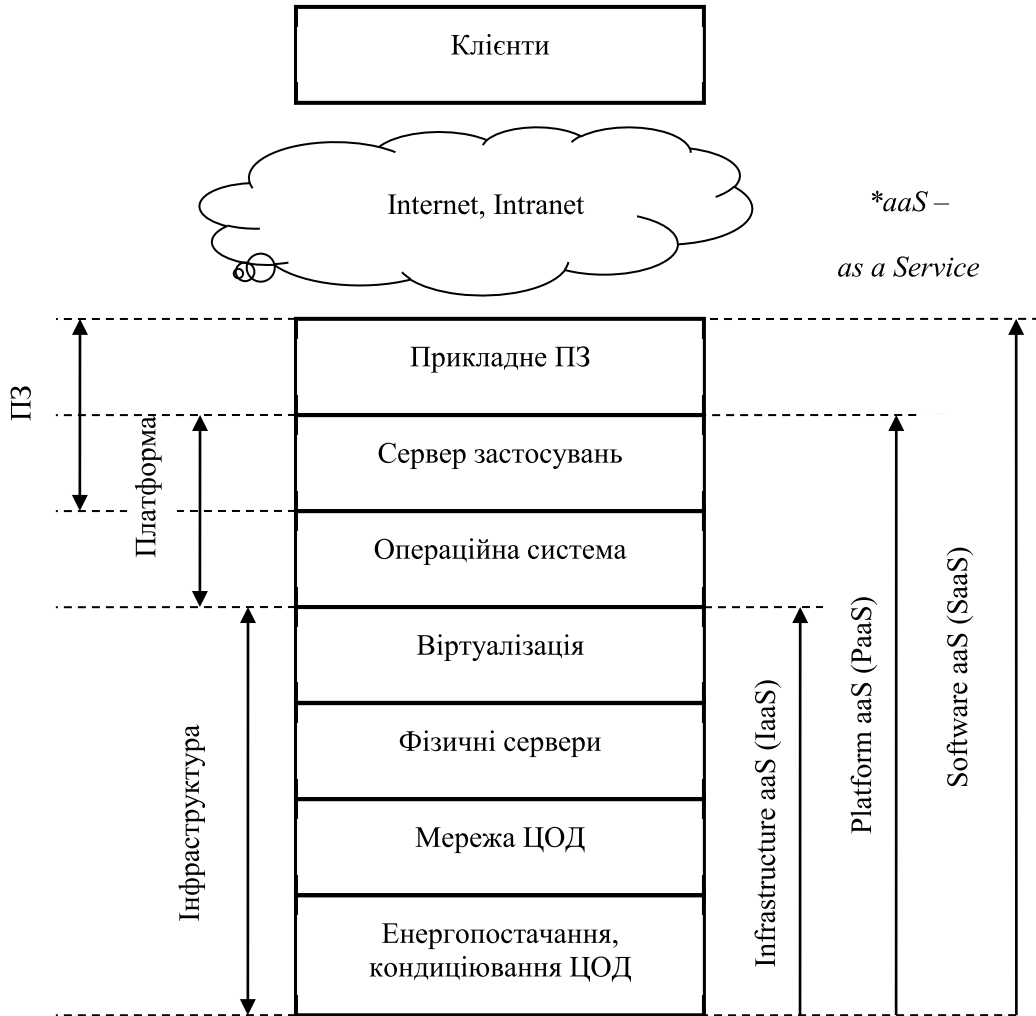 Клієнти
Internet, Intranet
*aaS –
as a Service
ПЗ
Платформа
Інфраструктура
Прикладне ПЗ
Сервер застосувань
Операційна система
Віртуалізація
Фізичні сервери
Мережа ЦОД
Енергопостачання,
кондиціювання ЦОД
Infrastructure aaS (IaaS)
Platform aaS (PaaS)
Software aaS (SaaS)